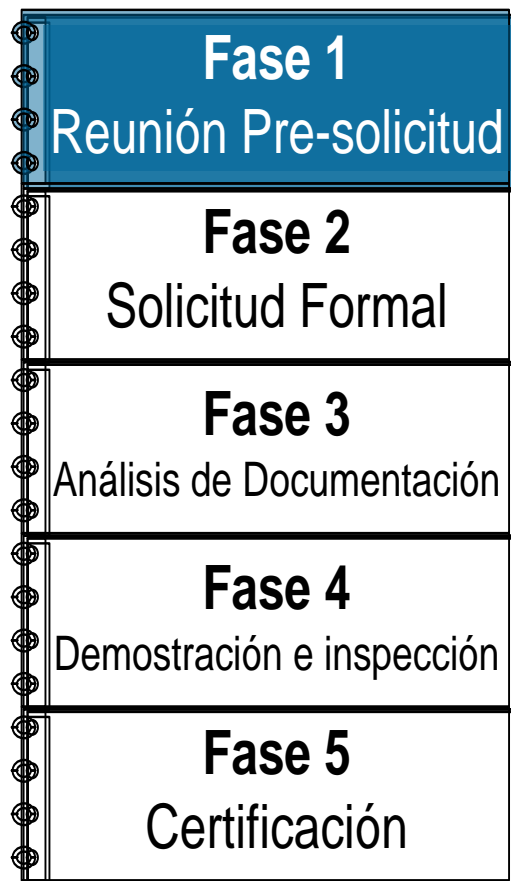 Fase 1
Reunión Pre-solicitud
Fase 2
Solicitud Formal
Fase 3
Análisis de Documentación
Fase 4
Demostración e inspección
Fase 5
Certificación